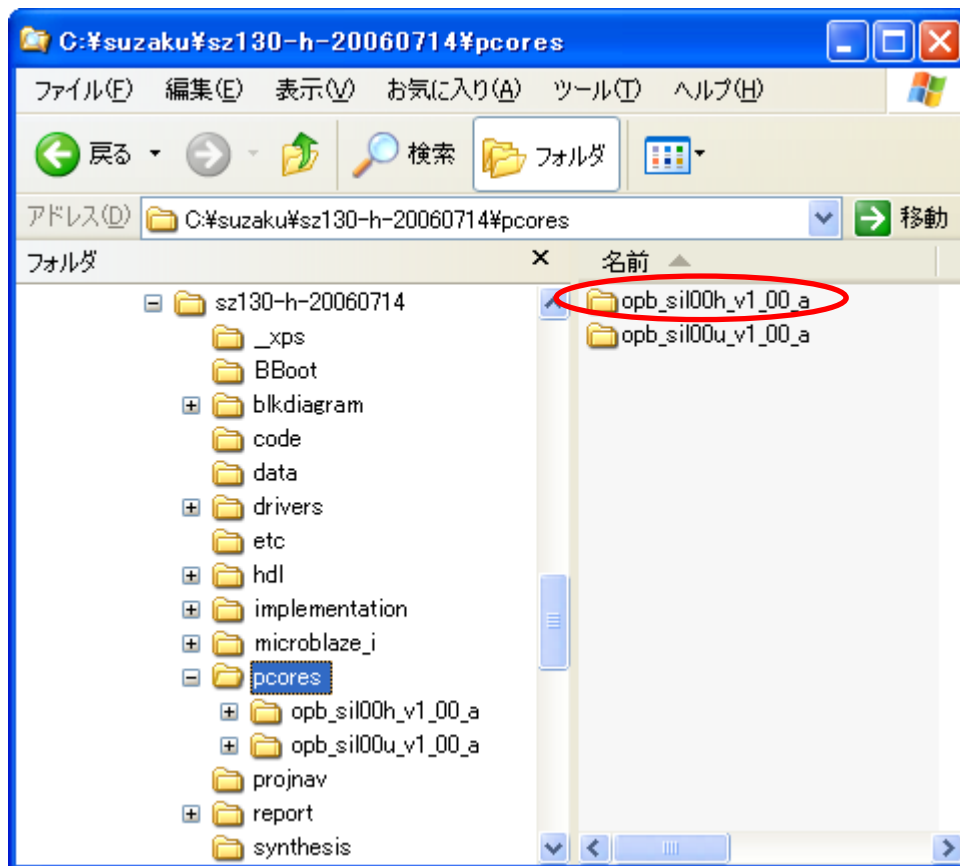 C:¥suzaku¥sz130-h-20060714¥pcores
ファイル(F) 編集(E) 表示(V) お気に入り(A) ツール(T) ヘルプ(H)
戻る 検索 フォルダ
アドレス(D) C:¥suzaku¥sz130-h-20060714¥pcores 移動
フォルダ × 名前
sz130-h-20060714
_xps
BBoot
blkdiagram
code
data
drivers
etc
hdl
implementation
microblaze_i
pcores
opb_sil00h_v1_00_a
opb_sil00u_v1_00_a
projnav
report
synthesis
opb_sil00h_v1_00_a
opb_sil00u_v1_00_a